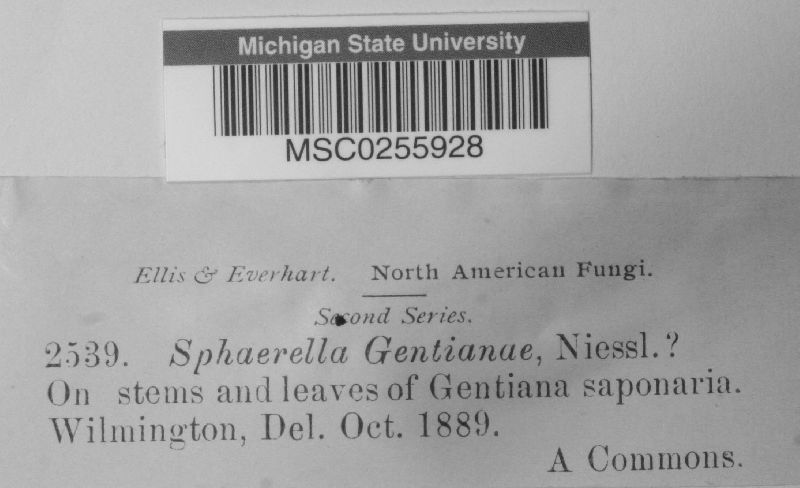 Michigan State University
MSC0255928
Ellis & Everhart. North American Fungi.
Second Series.
2539. Sphaerella Gentianae, Niessl.?
On stems and leaves of Gentiana saponaria.
Wilmington, Del. Oct. 1889.
A Commons.